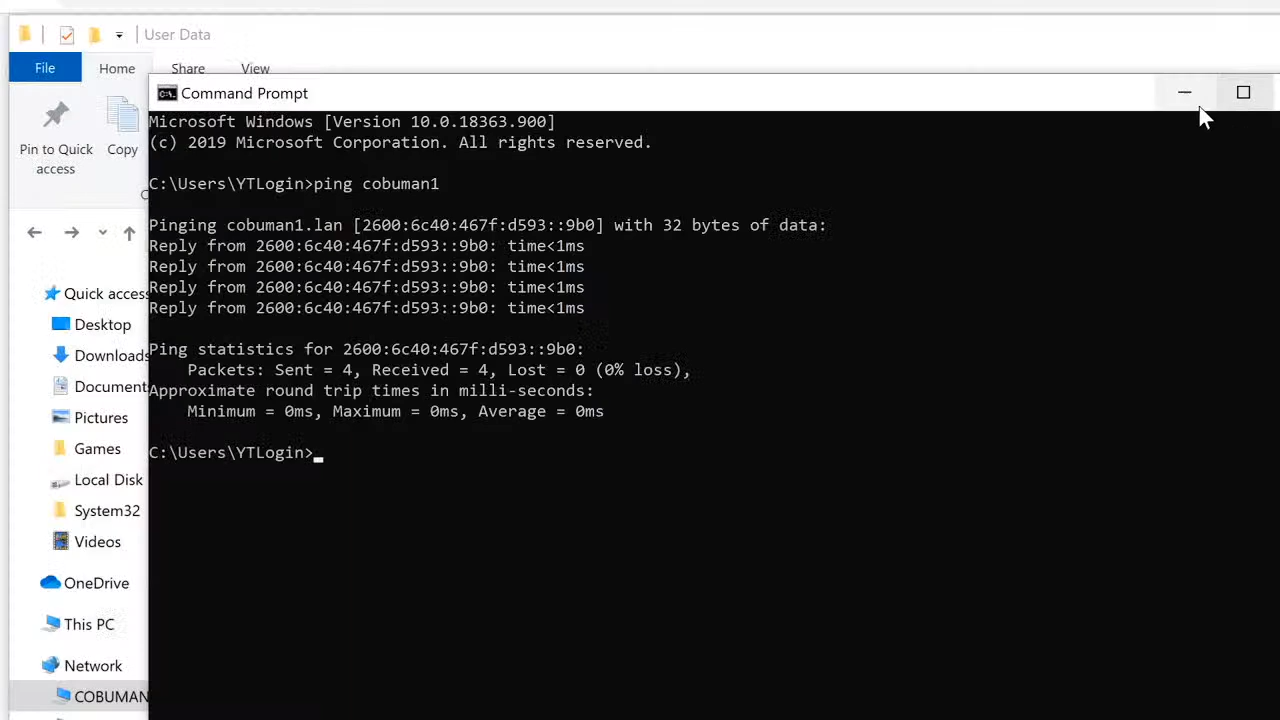 User Data
File Home Share View
Command Prompt
Pin to Quick access
Copy
Microsoft Windows [Version 10.0.18363.900]
(c) 2019 Microsoft Corporation. All rights reserved.
C:\Users\YTLogin>ping cobuman1
Pinging cobuman1.lan [2600:6c40:467f:d593::9b0] with 32 bytes of data:
Reply from 2600:6c40:467f:d593::9b0: time<1ms
Reply from 2600:6c40:467f:d593::9b0: time<1ms
Reply from 2600:6c40:467f:d593::9b0: time<1ms
Reply from 2600:6c40:467f:d593::9b0: time<1ms
Ping statistics for 2600:6c40:467f:d593::9b0:
Packets: Sent = 4, Received = 4, Lost = 0 (0% loss),
Approximate round trip times in milli-seconds:
Minimum = 0ms, Maximum = 0ms, Average = 0ms
C:\Users\YTLogin>
Quick access
Desktop
Downloads
Document
Pictures
Games
Local Disk
System32
Videos
OneDrive
This PC
Network
COBUMAN